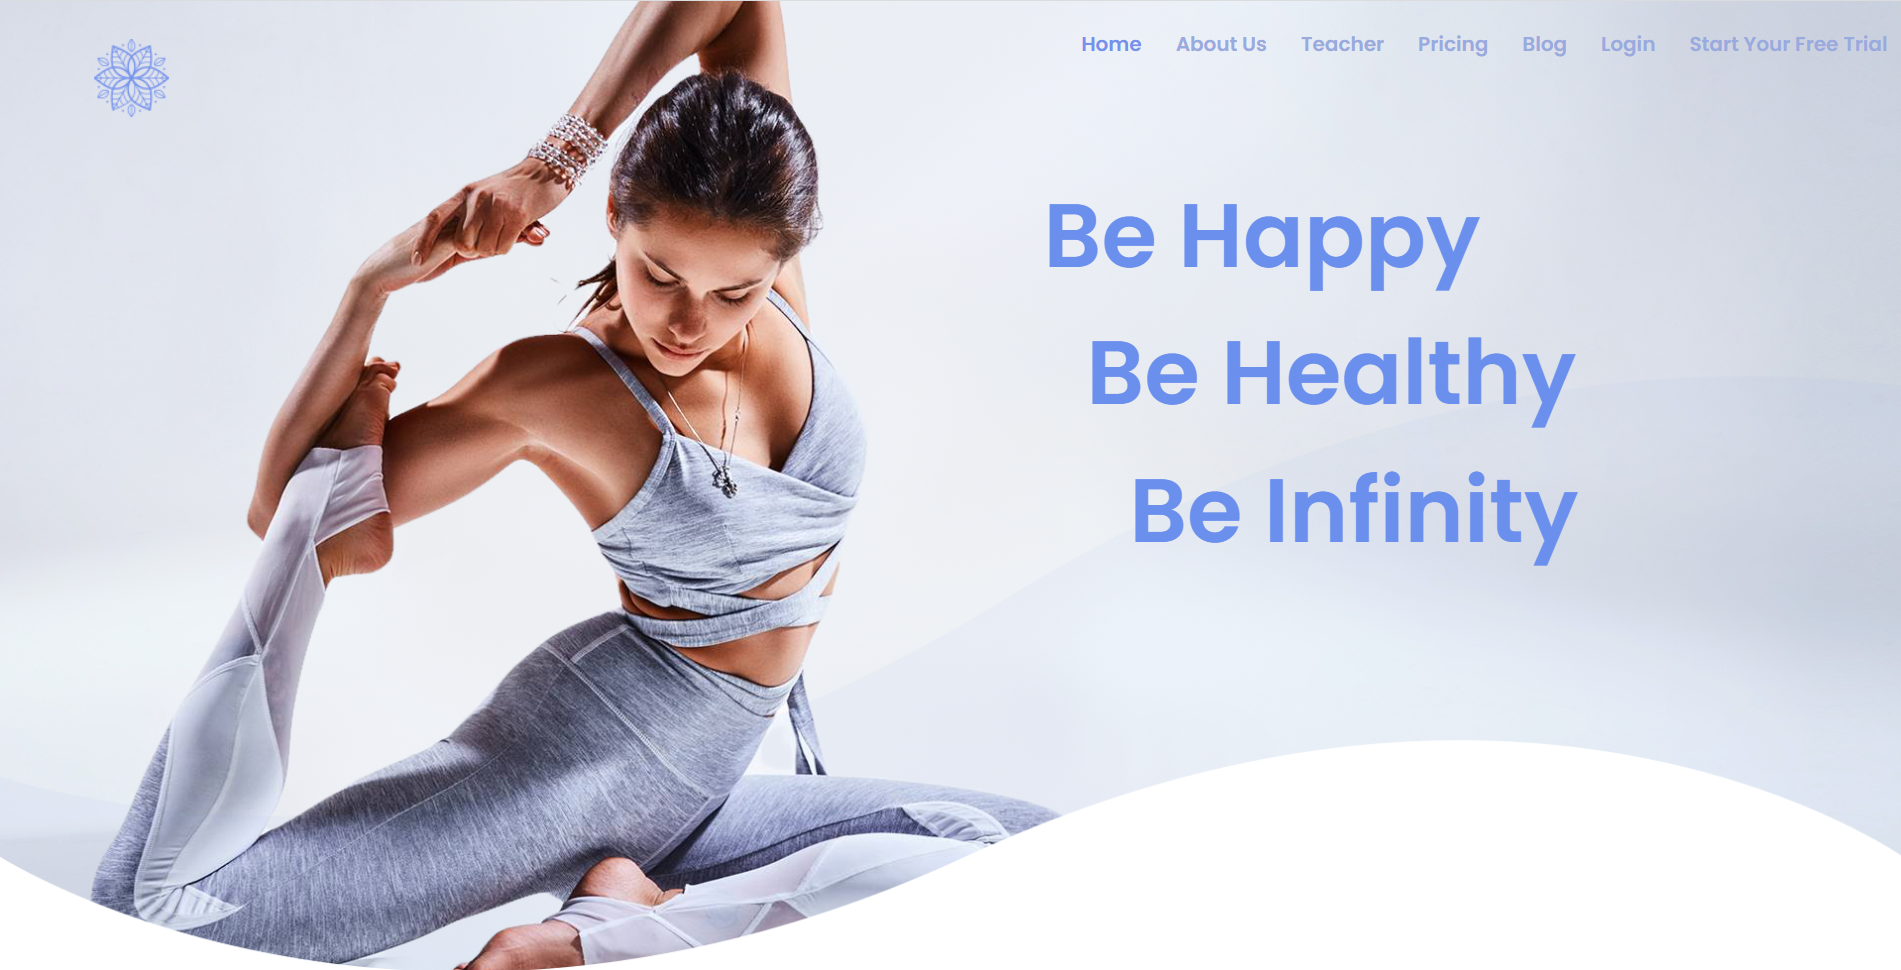 Home About Us Teacher Pricing Blog Login Start Your Free Trial
Be Happy
Be Healthy
Be Infinity